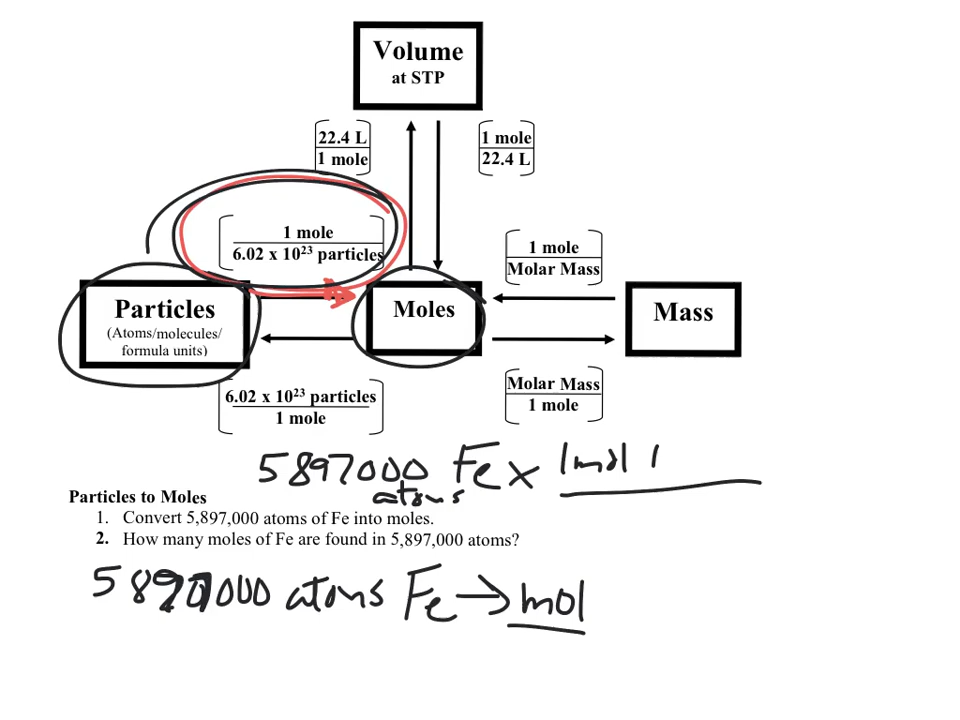 Volume
at STP
22.4 L
1 mole
1 mole
22.4 L
1 mole
6.02 x 10²³ particles
1 mole
Molar Mass
Particles
(Atoms/molecules/
formula units)
Moles
Mass
6.02 x 10²³ particles
1 mole
Molar Mass
1 mole
5897000 Fe x 1mol
atoms
Particles to Moles
1. Convert 5,897,000 atoms of Fe into moles.
2. How many moles of Fe are found in 5,897,000 atoms?
5897000 atoms Fe → mol